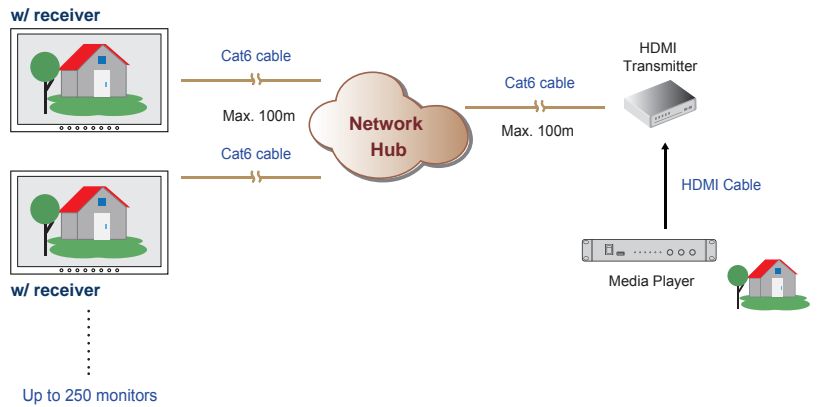 w/ receiver
Cat6 cable
Max. 100m
Cat6 cable
Network
Hub
Cat6 cable
Max. 100m
HDMI
Transmitter
HDMI Cable
Media Player
w/ receiver
Up to 250 monitors